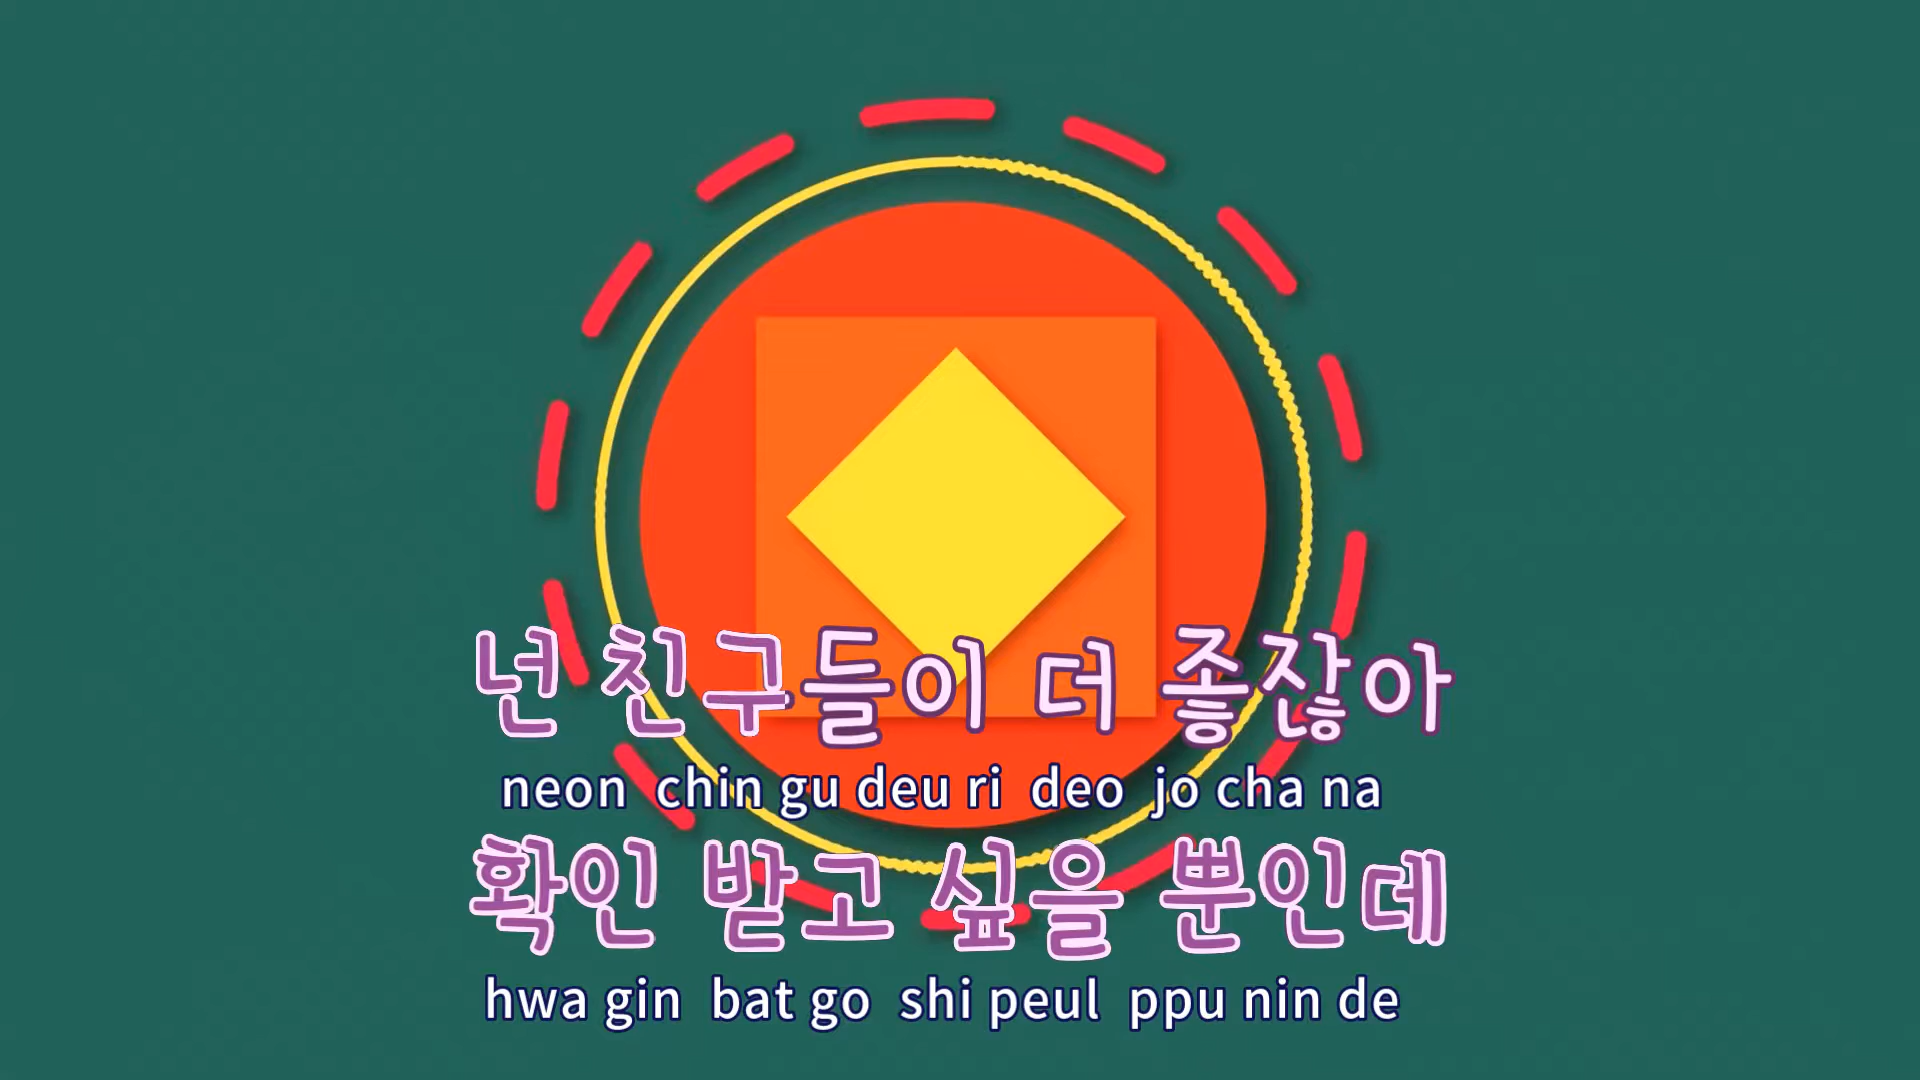 넌 친구들이 더 좋잖아
neon chin gu deu ri deo jo cha na
확인 받고 싶을 뿐인데
hwa gin bat go shi peul ppu nin de